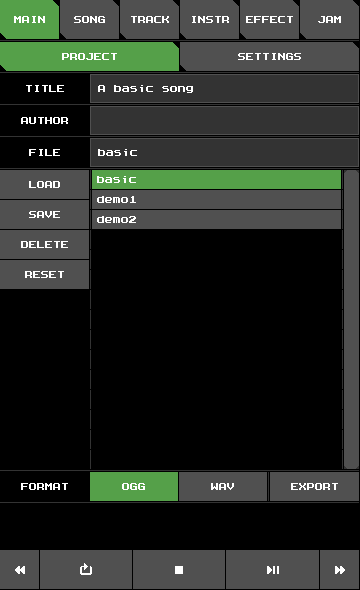 MAIN SONG TRACK INSTR EFFECT JAM
PROJECT SETTINGS
TITLE A basic song
AUTHOR
FILE basic
LOAD basic
SAVE demo1
DELETE demo2
RESET
FORMAT OGG WAV EXPORT